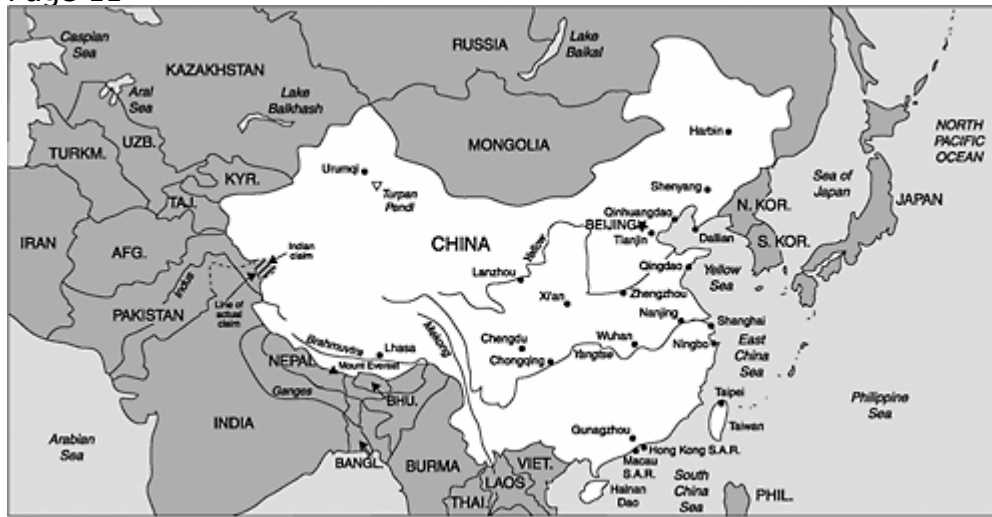 Caspian
Sea
RUSSIA
Lake
Baikal
KAZAKHSTAN
Aral
Sea
Lake
Balkhash
UZB.
TURKM.
KYR.
TAJ.
MONGOLIA
Harbin
NORTH
PACIFIC
OCEAN
Urumqi
Turpan
Pendi
Shenyang
Sea of
Japan
JAPAN
IRAN
AFG.
Indian
claim
CHINA
Yellow
Qinhuangdao
BEIJING
Tianjin
Dalian
N. KOR.
S. KOR.
Indus
Lanzhou
Qingdao
Yellow
Sea
PAKISTAN
Line of
actual
claim
Xi'an
Zhengzhou
Nanjing
Shanghai
Brahmuvdre
Mekong
Chengdu
Wuhan
Ningbo
East
China
Sea
NEPAL
Lhasa
Mount Everest
Chongqing
Yangtse
Ganges
BHU.
Taipei
Taiwan
Philippine
Sea
INDIA
Arabian
Sea
BANGL.
BURMA
Gunagzhou
Hong Kong S.A.R.
Macau
S.A.R.
VIET.
LAOS
THAI.
Hainan
Dao
South
China
Sea
PHIL.